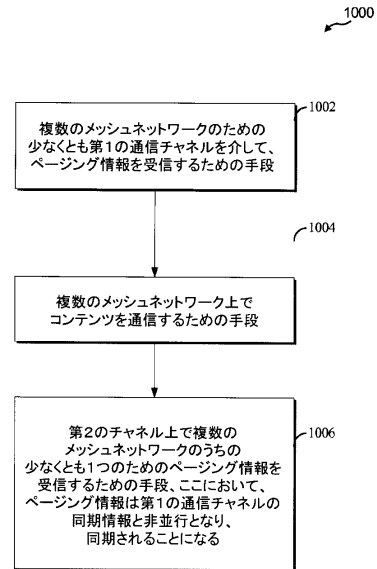 1000
1002
複数のメッシュネットワークのための
少なくとも第1の通信チャネルを介して、
ページング情報を受信するための手段
1004
複数のメッシュネットワーク上で
コンテンツを通信するための手段
1006
第2のチャネル上で複数の
メッシュネットワークのうちの
少なくとも1つのためのページング情報を
受信するための手段、ここにおいて、
ページング情報は第1の通信チャネルの
同期情報と非並行となり、
同期されることになる